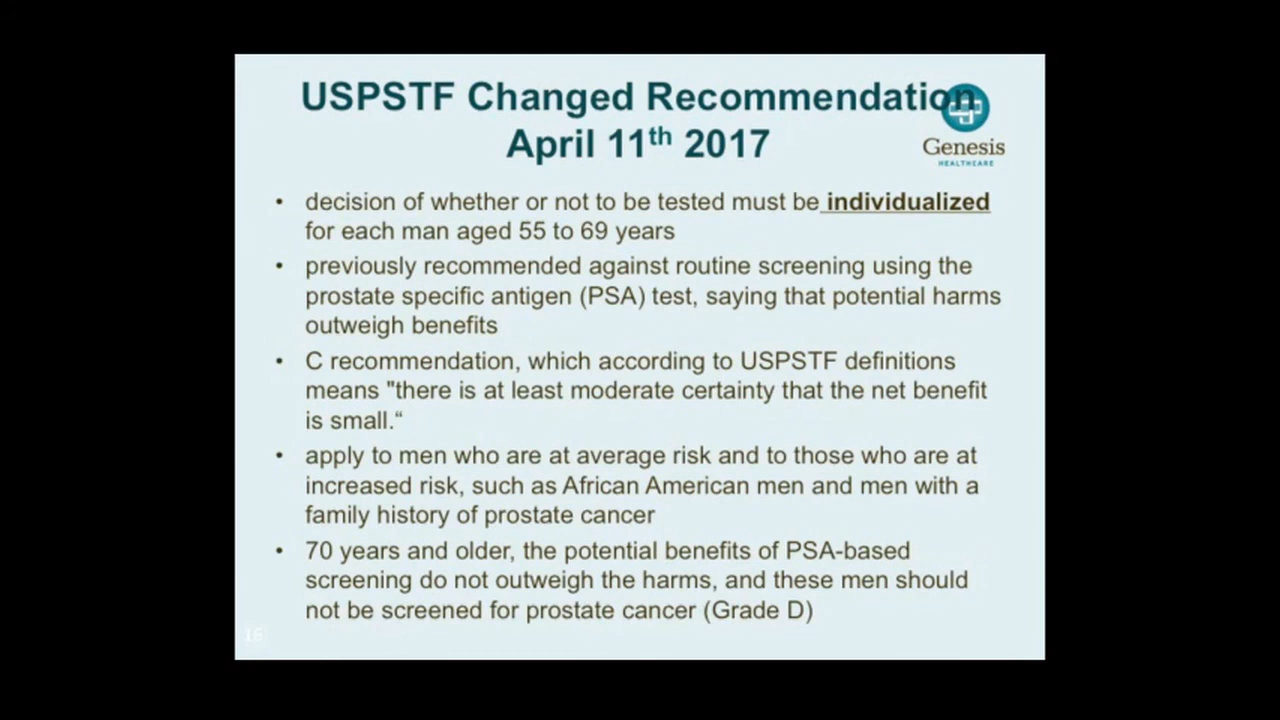 USPSTF Changed Recommendation
April 11th 2017
Genesis
HEALTHCARE
• decision of whether or not to be tested must be individualized
for each man aged 55 to 69 years
• previously recommended against routine screening using the
prostate specific antigen (PSA) test, saying that potential harms
outweigh benefits
• C recommendation, which according to USPSTF definitions
means "there is at least moderate certainty that the net benefit
is small.“
• apply to men who are at average risk and to those who are at
increased risk, such as African American men and men with a
family history of prostate cancer
• 70 years and older, the potential benefits of PSA-based
screening do not outweigh the harms, and these men should
not be screened for prostate cancer (Grade D)
16